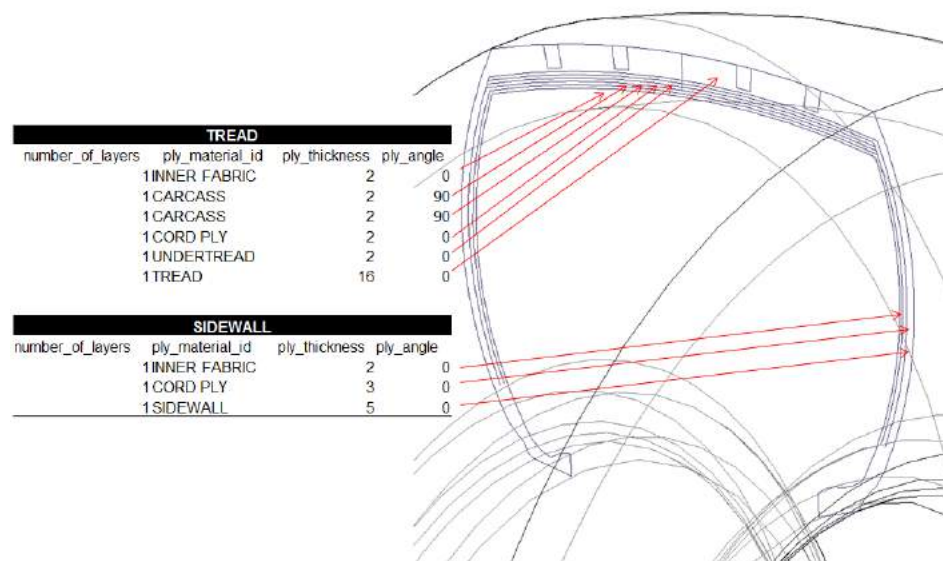 TREAD
number_of_layers ply_material_id ply_thickness ply_angle
1 INNER FABRIC 2 0
1 CARCASS 2 90
1 CARCASS 2 90
1 CORD PLY 2 0
1 UNDERTREAD 2 0
1 TREAD 16 0
SIDEWALL
number_of_layers ply_material_id ply_thickness ply_angle
1 INNER FABRIC 2 0
1 CORD PLY 3 0
1 SIDEWALL 5 0